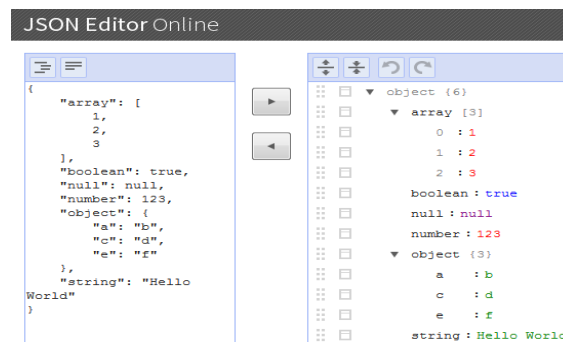 JSON Editor Online
{
"array": [
1,
2,
3
],
"boolean": true,
"null": null,
"number": 123,
"object": {
"a": "b",
"c": "d",
"e": "f"
},
"string": "Hello
World"
}
object {6}
array [3]
0 : 1
1 : 2
2 : 3
boolean : true
null : null
number : 123
object {3}
a : b
c : d
e : f
string : Hello World